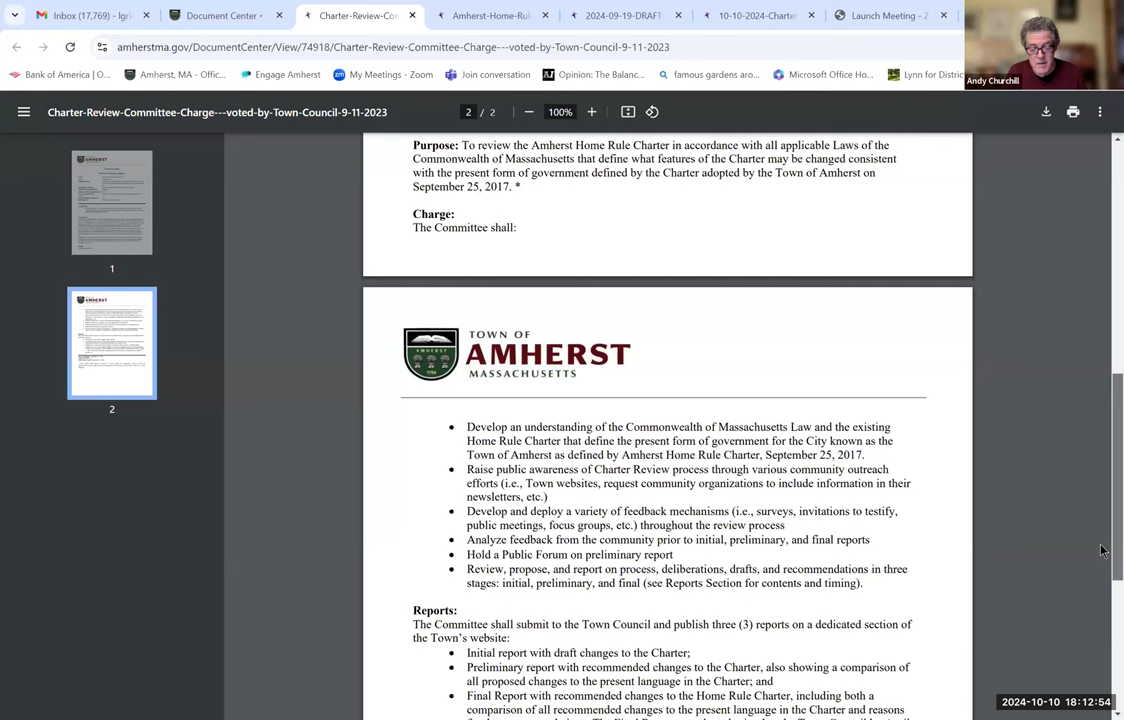 Inbox (17,769) - lgrk
Document Center -
Charter-Review-Con
Amherst-Home-Rul
2024-09-19-DRAFT
10-10-2024-Charter
Launch Meeting - Z
amherstma.gov/DocumentCenter/View/74918/Charter-Review-Committee-Charge---voted-by-Town-Council-9-11-2023
Bank of America | O...
Amherst, MA - Offic...
Engage Amherst
My Meetings - Zoom
Join conversation
Opinion: The Balanc...
famous gardens aro...
Microsoft Office Ho...
Lynn for District
Andy Churchill
Charter-Review-Committee-Charge---voted-by-Town-Council-9-11-2023
2 / 2
100%
1
2
Purpose: To review the Amherst Home Rule Charter in accordance with all applicable Laws of the
Commonwealth of Massachusetts that define what features of the Charter may be changed consistent
with the present form of government defined by the Charter adopted by the Town of Amherst on
September 25, 2017. *
Charge:
The Committee shall:
TOWN OF
AMHERST
MASSACHUSETTS
AMHERST
1759
• Develop an understanding of the Commonwealth of Massachusetts Law and the existing
Home Rule Charter that define the present form of government for the City known as the
Town of Amherst as defined by Amherst Home Rule Charter, September 25, 2017.
• Raise public awareness of Charter Review process through various community outreach
efforts (i.e., Town websites, request community organizations to include information in their
newsletters, etc.)
• Develop and deploy a variety of feedback mechanisms (i.e., surveys, invitations to testify,
public meetings, focus groups, etc.) throughout the review process
• Analyze feedback from the community prior to initial, preliminary, and final reports
• Hold a Public Forum on preliminary report
• Review, propose, and report on process, deliberations, drafts, and recommendations in three
stages: initial, preliminary, and final (see Reports Section for contents and timing).
Reports:
The Committee shall submit to the Town Council and publish three (3) reports on a dedicated section of
the Town's website:
• Initial report with draft changes to the Charter;
• Preliminary report with recommended changes to the Charter, also showing a comparison of
all proposed changes to the present language in the Charter; and
• Final Report with recommended changes to the Home Rule Charter, including both a
comparison of all recommended changes to the present language in the Charter and reasons
2024-10-10 18:12:54